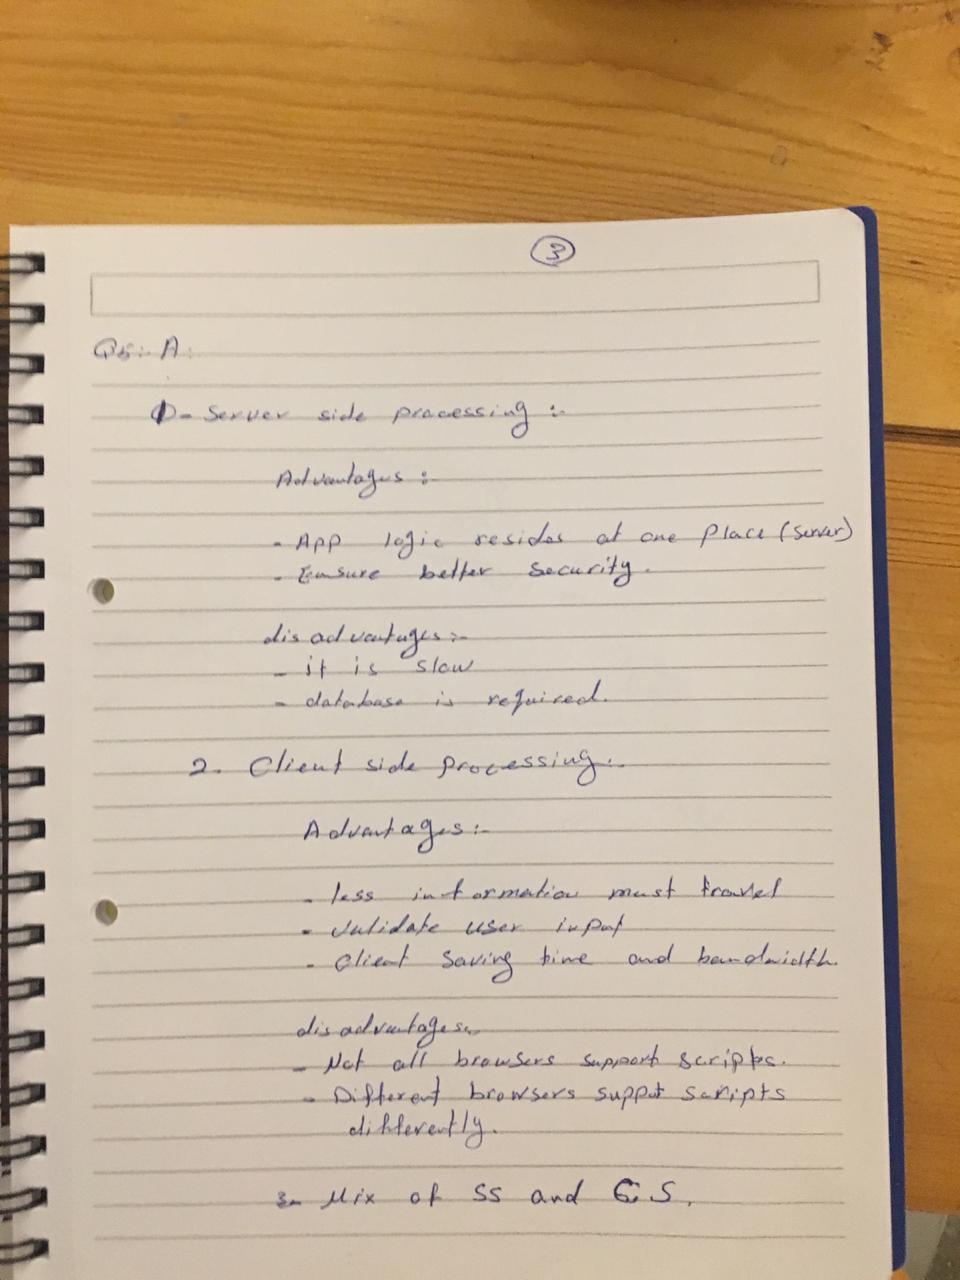 3
Q5:- A:
1- Server side processing :-
Advantages :-
- App logic resides at one place (server)
- Ensure better security.
disadvantages:-
- it is slow
- database is required.
2. Client side processing:-
Advantages:-
- less information must travel
- validate user input
- Client saving time and bandwidth.
disadvantages:-
- Not all browsers support scripts.
- Different browsers support scripts
differently.
3- Mix of SS and CS.